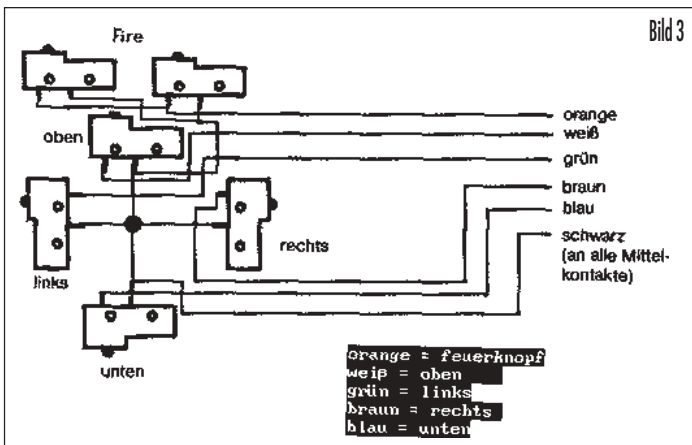 Bild 3
Fire
oben
links
rechts
unten
orange
weiß
grün
braun
blau
schwarz
(an alle Mittel-
kontakte)
orange = feuerknopf
weiß = oben
grün = links
braun = rechts
blau = unten